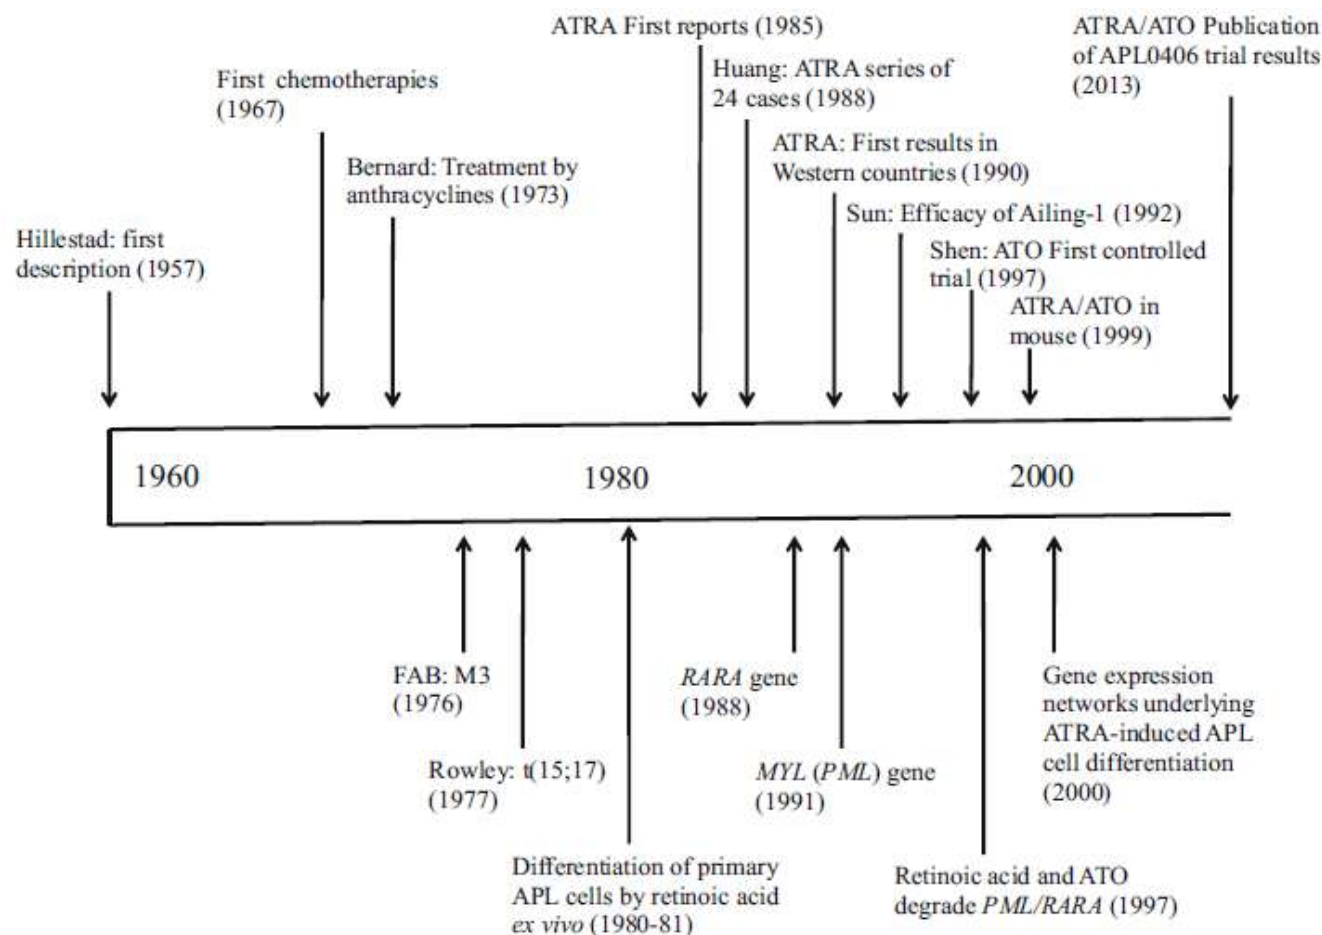 ATRA First reports (1985)
ATRA/ATO Publication
of APL0406 trial results
(2013)
First chemotherapies
(1967)
Huang: ATRA series of
24 cases (1988)
Bernard: Treatment by
anthracyclines (1973)
ATRA: First results in
Western countries (1990)
Sun: Efficacy of Ailing-1 (1992)
Hillestad: first
description (1957)
Shen: ATO First controlled
trial (1997)
ATRA/ATO in
mouse (1999)
1960
1980
2000
FAB: M3
(1976)
RARA gene
(1988)
Gene expression
networks underlying
ATRA-induced APL
cell differentiation
(2000)
Rowley: t(15;17)
(1977)
MYL (PML) gene
(1991)
Differentiation of primary
APL cells by retinoic acid
ex vivo (1980-81)
Retinoic acid and ATO
degrade PML/RARA (1997)